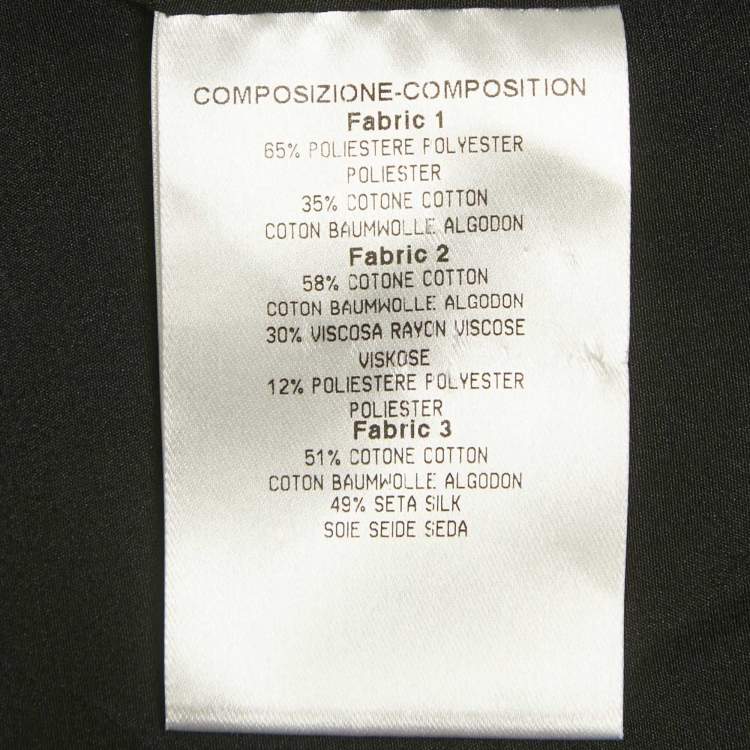 COMPOSIZIONE-COMPOSITION
Fabric 1
65% POLIESTERE POLYESTER
POLIESTER
35% COTONE COTTON
COTON BAUMWOLLE ALGODON
Fabric 2
58% COTONE COTTON
COTON BAUMWOLLE ALGODON
30% VISCOSA RAYON VISCOSE
VISKOSE
12% POLIESTERE POLYESTER
POLIESTER
Fabric 3
51% COTONE COTTON
COTON BAUMWOLLE ALGODON
49% SETA SILK
SOIE SEIDE SEDA